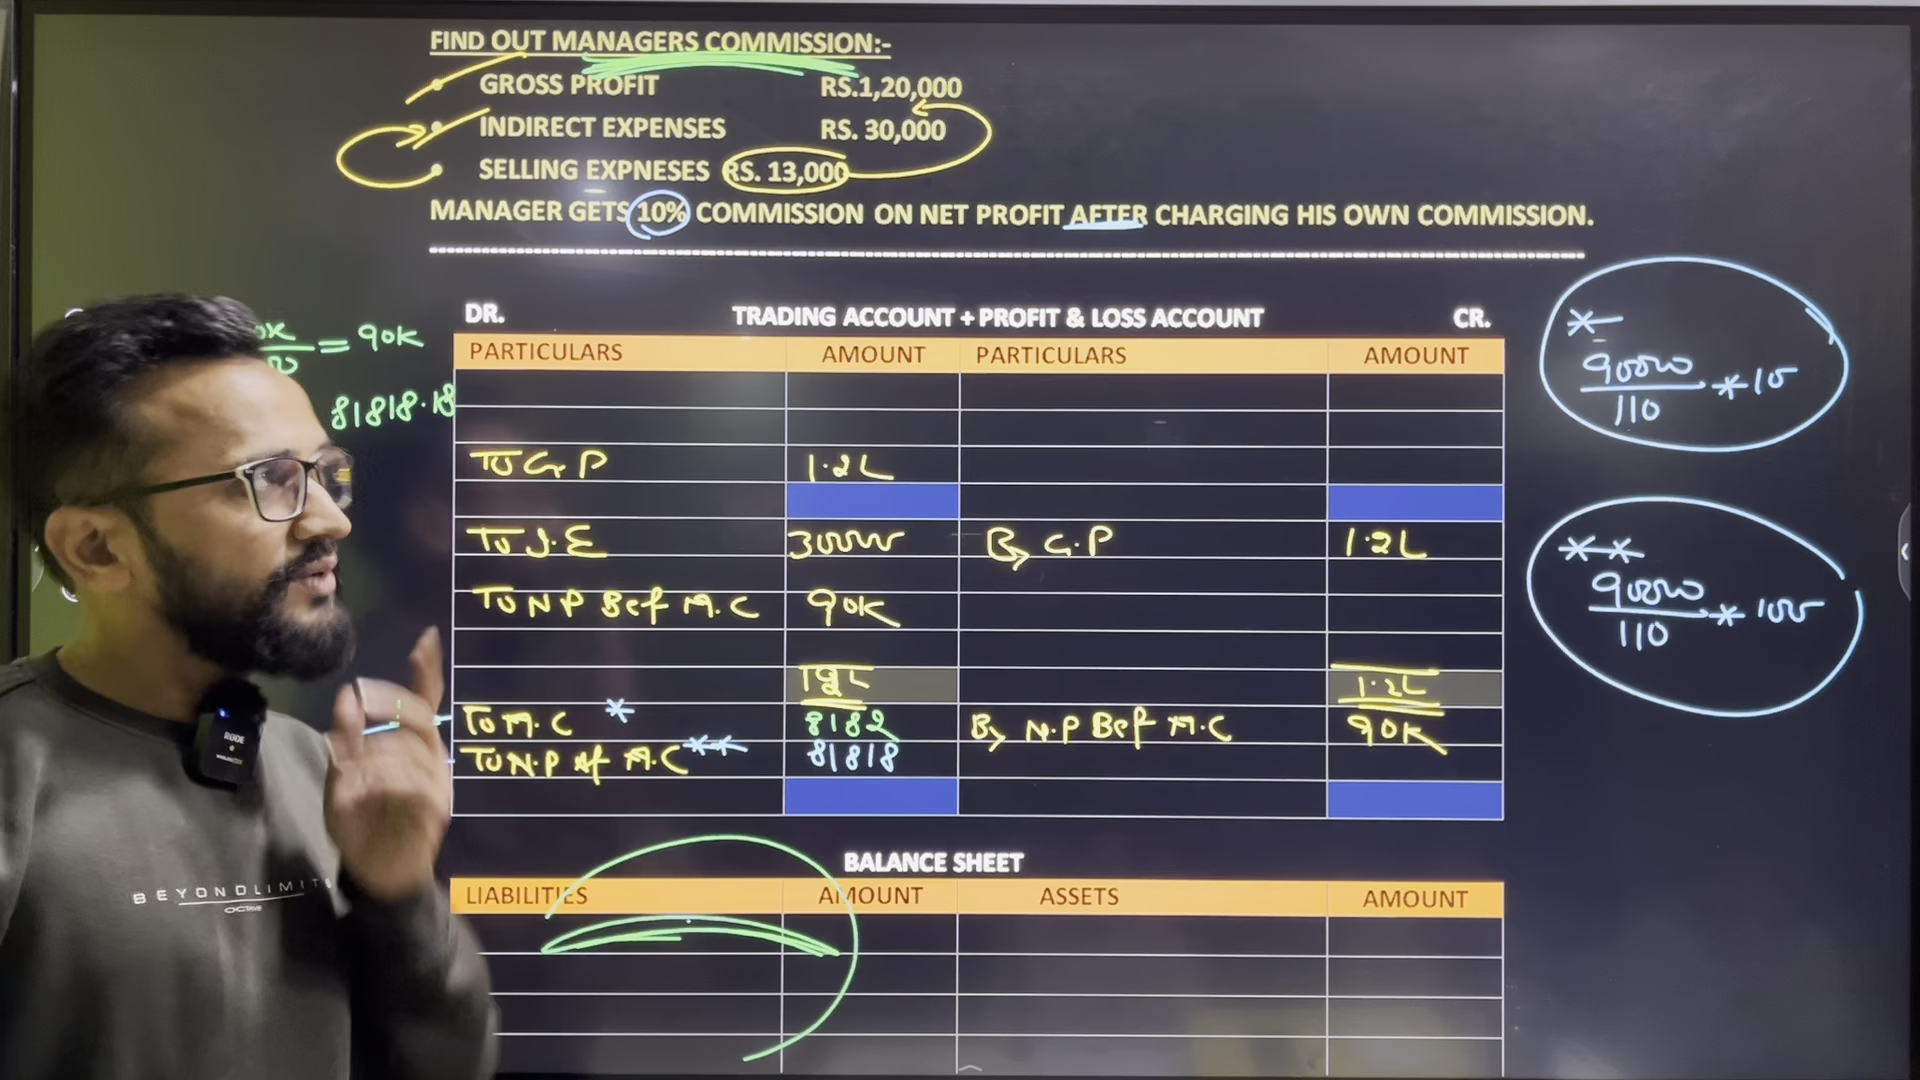 FIND OUT MANAGERS COMMISSION:-
GROSS PROFIT RS.1,20,000
INDIRECT EXPENSES RS. 30,000
SELLING EXPNESES RS. 13,000
MANAGER GETS 10% COMMISSION ON NET PROFIT AFTER CHARGING HIS OWN COMMISSION.
DR. TRADING ACCOUNT + PROFIT & LOSS ACCOUNT CR.
PARTICULARS AMOUNT PARTICULARS AMOUNT
To G.P 1.2L
To I.E 30000 By G.P 1.2L
To N P Bef M.C 90K
1.2L 1.2L
To M.C * 8182 By N.P Bef M.C 90K
To N.P Af M.C ** 81818
BALANCE SHEET
LIABILITIES AMOUNT ASSETS AMOUNT
= 90K
81818.18
*
90000
110
* 10
**
90000
110
* 100
RODE
BEYONDLIMITS
OCTAVE